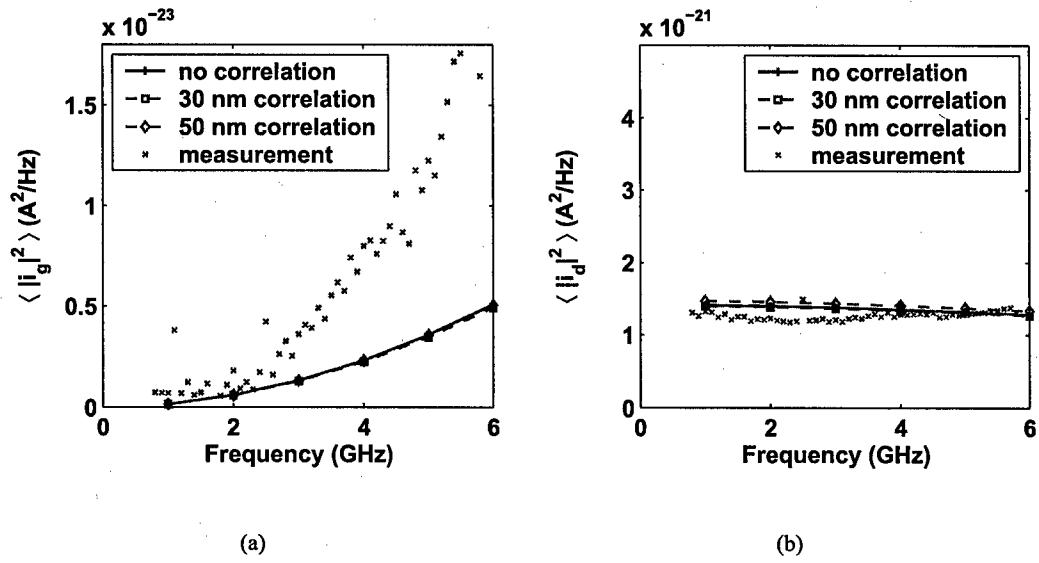 x 10⁻²³
no correlation
30 nm correlation
50 nm correlation
measurement
1.5
1
0.5
0
0 2 4 6
⟨ |i_g|² ⟩ (A²/Hz)
Frequency (GHz)
(a)
x 10⁻²¹
no correlation
30 nm correlation
50 nm correlation
measurement
4
3
2
1
0
0 2 4 6
⟨ |i_d|² ⟩ (A²/Hz)
Frequency (GHz)
(b)